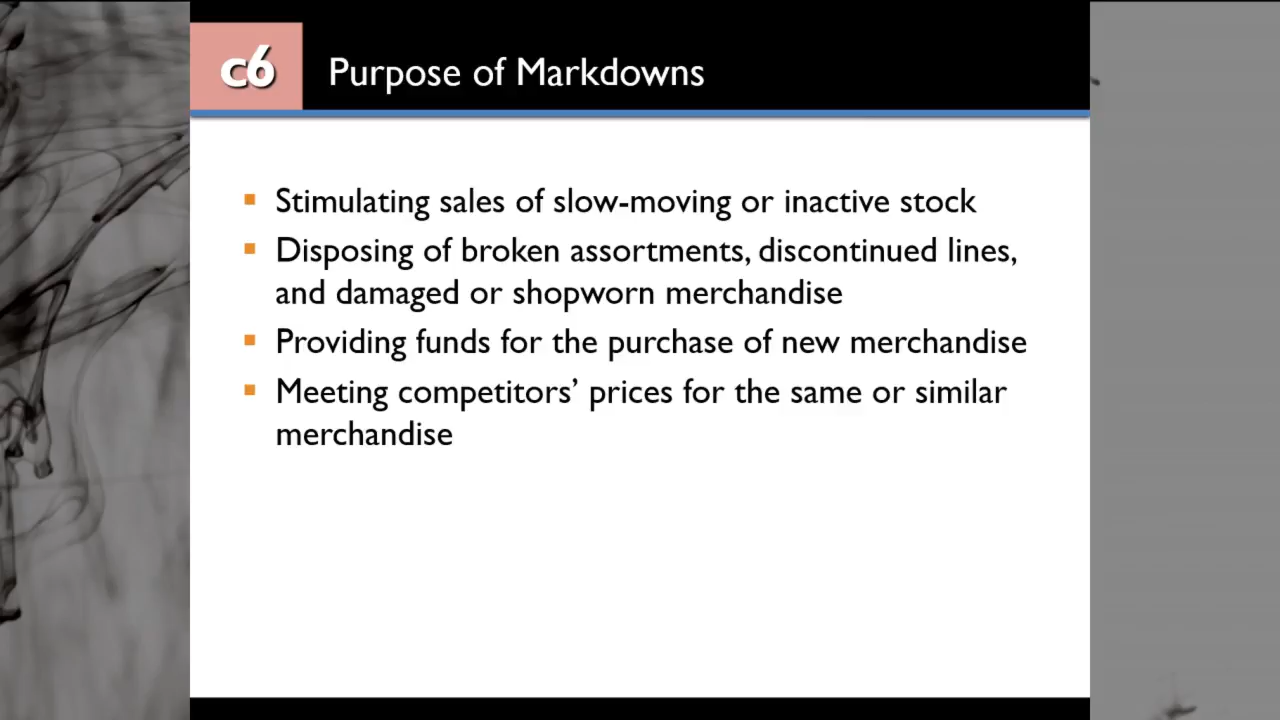 c6
Purpose of Markdowns
Stimulating sales of slow-moving or inactive stock
Disposing of broken assortments, discontinued lines,
and damaged or shopworn merchandise
Providing funds for the purchase of new merchandise
Meeting competitors’ prices for the same or similar
merchandise